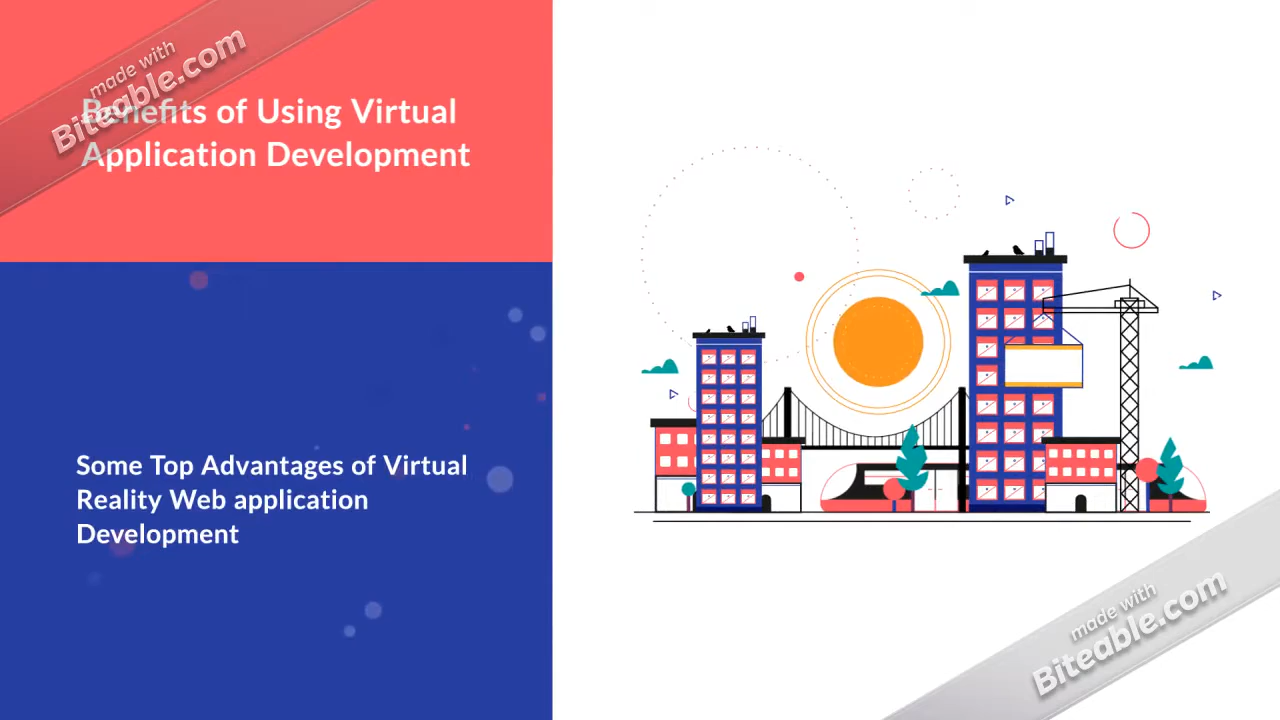 made with
Biteable.com
Benefits of Using Virtual
Application Development
Some Top Advantages of Virtual
Reality Web application
Development
made with
Biteable.com